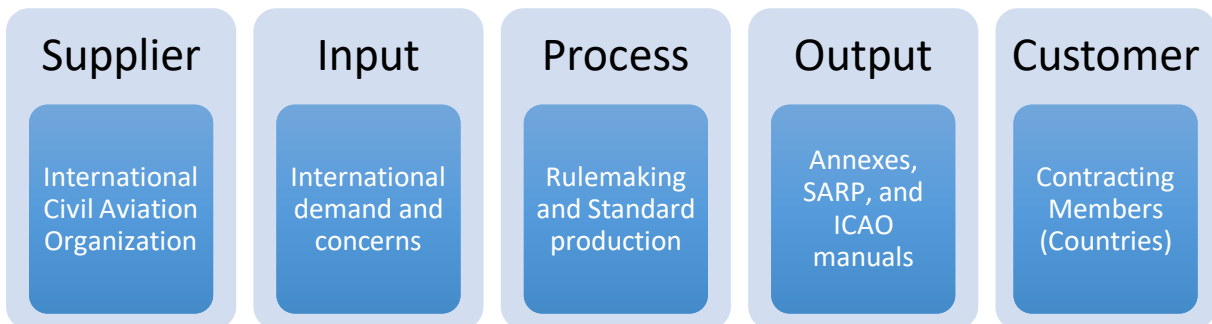 Supplier
International
Civil Aviation
Organization
Input
International
demand and
concerns
Process
Rulemaking
and Standard
production
Output
Annexes,
SARP, and
ICAO
manuals
Customer
Contracting
Members
(Countries)